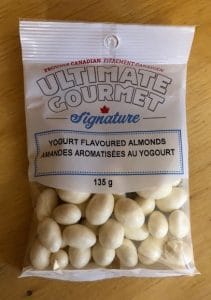 PROUDLY CANADIAN FIÈREMENT CANADIEN
ULTIMATE
GOURMET
Signature
YOGURT FLAVOURED ALMONDS
AMANDES AROMATISÉES AU YOGOURT
135 g